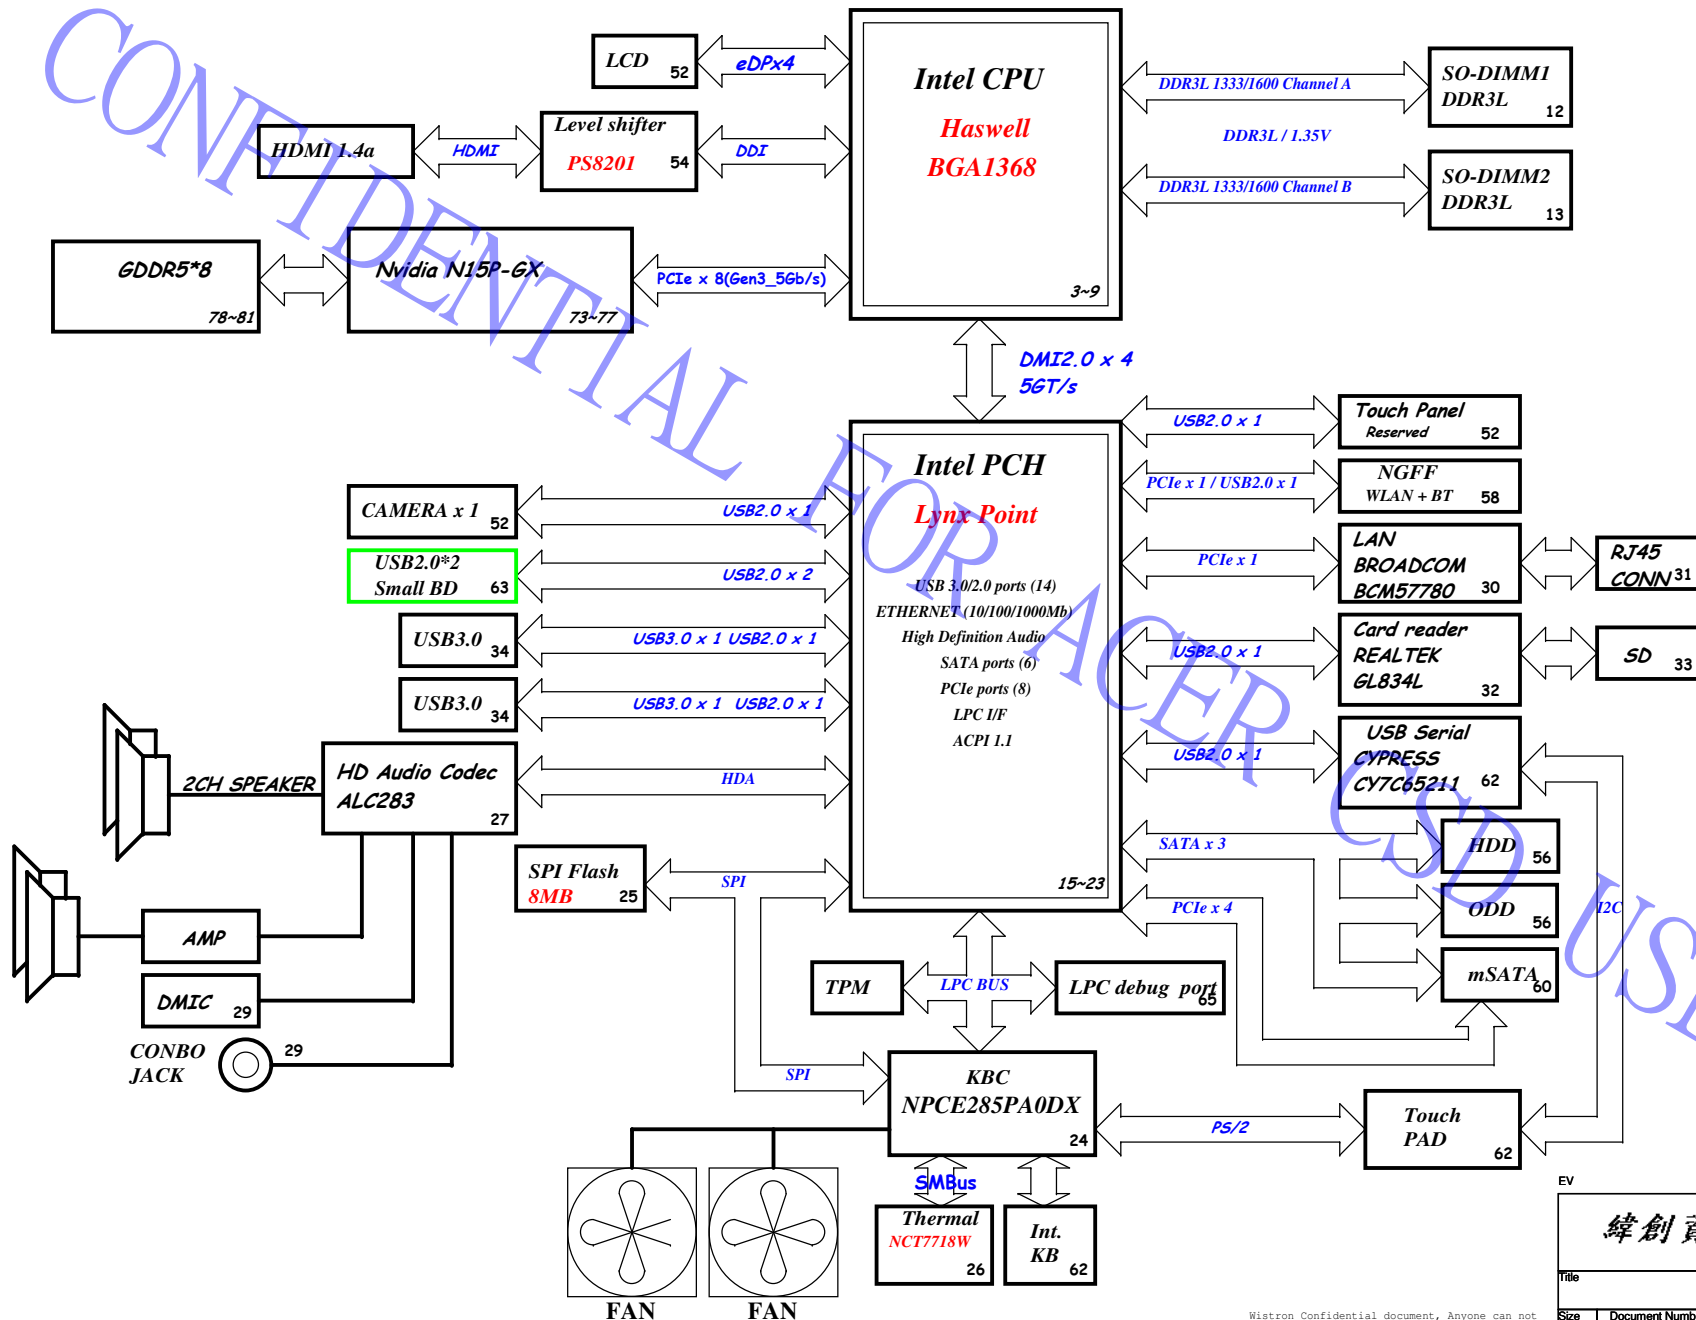 CONFIDENTIAL FOR ACER CSD US
LCD 52
eDPx4
Intel CPU
Haswell
BGA1368
3~9
DDR3L 1333/1600 Channel A
SO-DIMM1
DDR3L
12
DDR3L / 1.35V
HDMI 1.4a
HDMI
Level shifter
PS8201 54
DDI
DDR3L 1333/1600 Channel B
SO-DIMM2
DDR3L
13
GDDR5*8
78~81
Nvidia N15P-GX
73~77
PCIe x 8(Gen3_5Gb/s)
DMI2.0 x 4
5GT/s
Intel PCH
Lynx Point
USB 3.0/2.0 ports (14)
ETHERNET (10/100/1000Mb)
High Definition Audio
SATA ports (6)
PCIe ports (8)
LPC I/F
ACPI 1.1
15~23
USB2.0 x 1
Touch Panel
Reserved 52
PCIe x 1 / USB2.0 x 1
NGFF
WLAN + BT 58
CAMERA x 1 52
USB2.0 x 1
USB2.0*2
Small BD 63
USB2.0 x 2
PCIe x 1
LAN
BROADCOM
BCM57780 30
RJ45
CONN 31
USB3.0 34
USB3.0 x 1 USB2.0 x 1
USB2.0 x 1
Card reader
REALTEK
GL834L 32
SD 33
USB3.0 34
USB3.0 x 1 USB2.0 x 1
USB2.0 x 1
USB Serial
CYPRESS
CY7C65211 62
2CH SPEAKER
HD Audio Codec
ALC283
27
HDA
SATA x 3
HDD 56
SPI Flash
8MB 25
SPI
PCIe x 4
ODD 56
I2C
AMP
TPM
LPC BUS
LPC debug port
65
mSATA
60
DMIC 29
CONBO
JACK
29
SPI
KBC
NPCE285PA0DX
24
PS/2
Touch
PAD
62
SMBus
Thermal
NCT7718W
26
Int.
KB
62
FAN
FAN
EV
緯創
Title
Size
Document Numb
Wistron Confidential document, Anyone can not